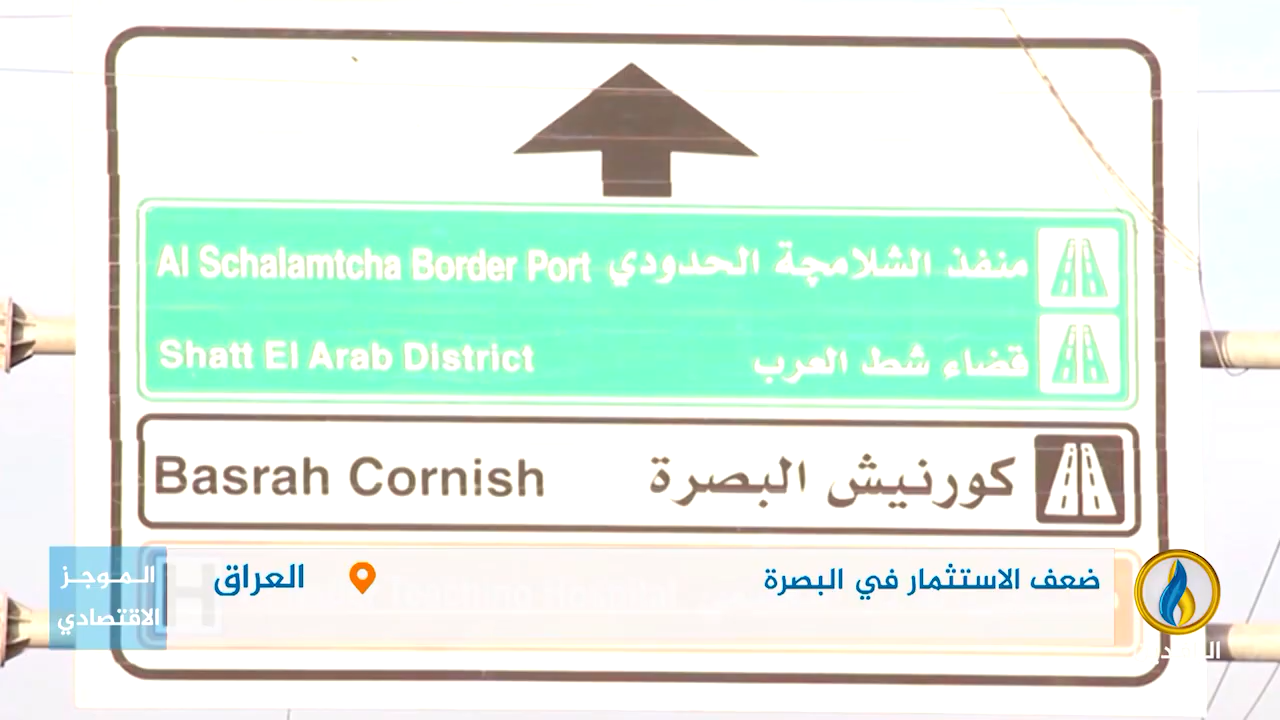 Al Schalamtcha Border Port منفذ الشلامچة الحدودي
Shatt El Arab District قضاء شط العرب
Basrah Cornish كورنيش البصرة
ضعف الاستثمار في البصرة
العراق
الموجز
الاقتصادي